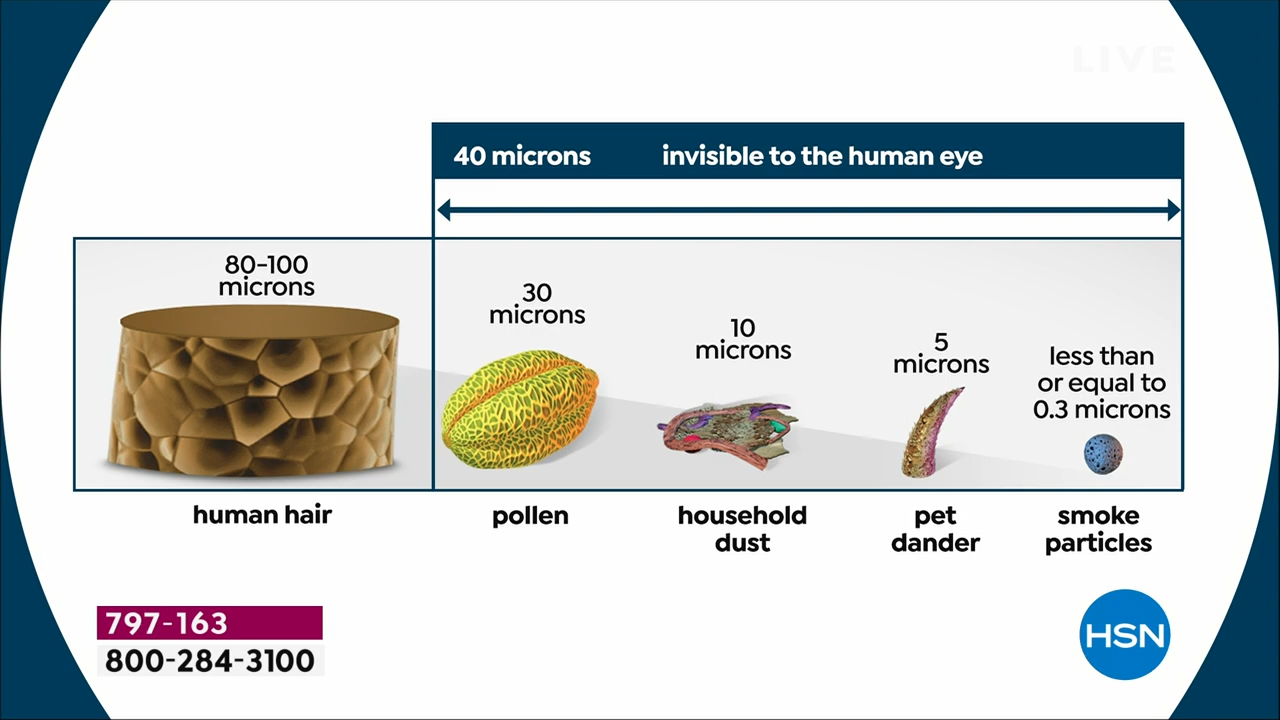 LIVE
40 microns invisible to the human eye
80-100
microns
30
microns
10
microns
5
microns
less than
or equal to
0.3 microns
human hair
pollen
household
dust
pet
dander
smoke
particles
797-163
800-284-3100
HSN